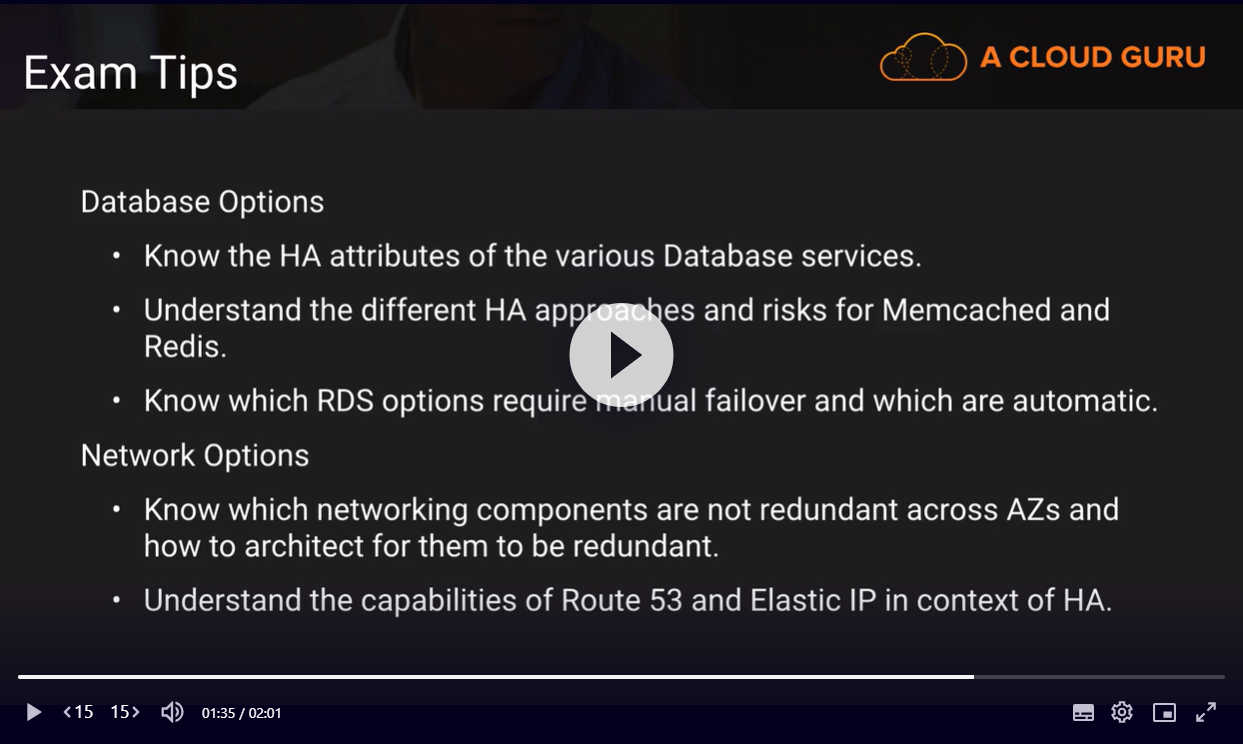 Exam Tips
A CLOUD GURU
Database Options
• Know the HA attributes of the various Database services.
• Understand the different HA approaches and risks for Memcached and
Redis.
• Know which RDS options require manual failover and which are automatic.
Network Options
• Know which networking components are not redundant across AZs and
how to architect for them to be redundant.
• Understand the capabilities of Route 53 and Elastic IP in context of HA.
<15 15> 01:35 / 02:01